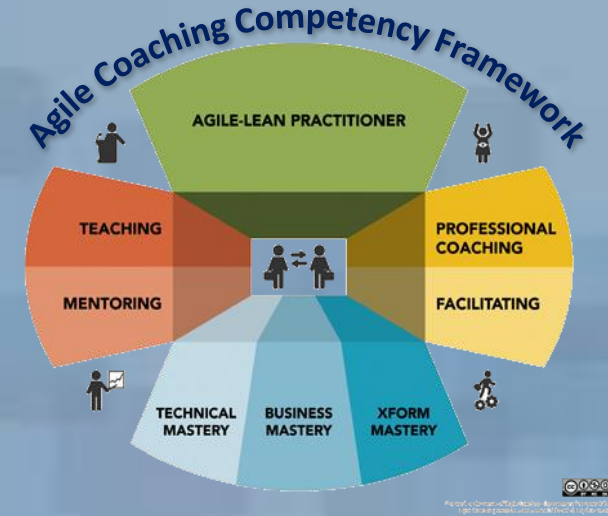 Agile Coaching Competency Framework
AGILE-LEAN PRACTITIONER
TEACHING
PROFESSIONAL
COACHING
MENTORING
FACILITATING
TECHNICAL
MASTERY
BUSINESS
MASTERY
XFORM
MASTERY